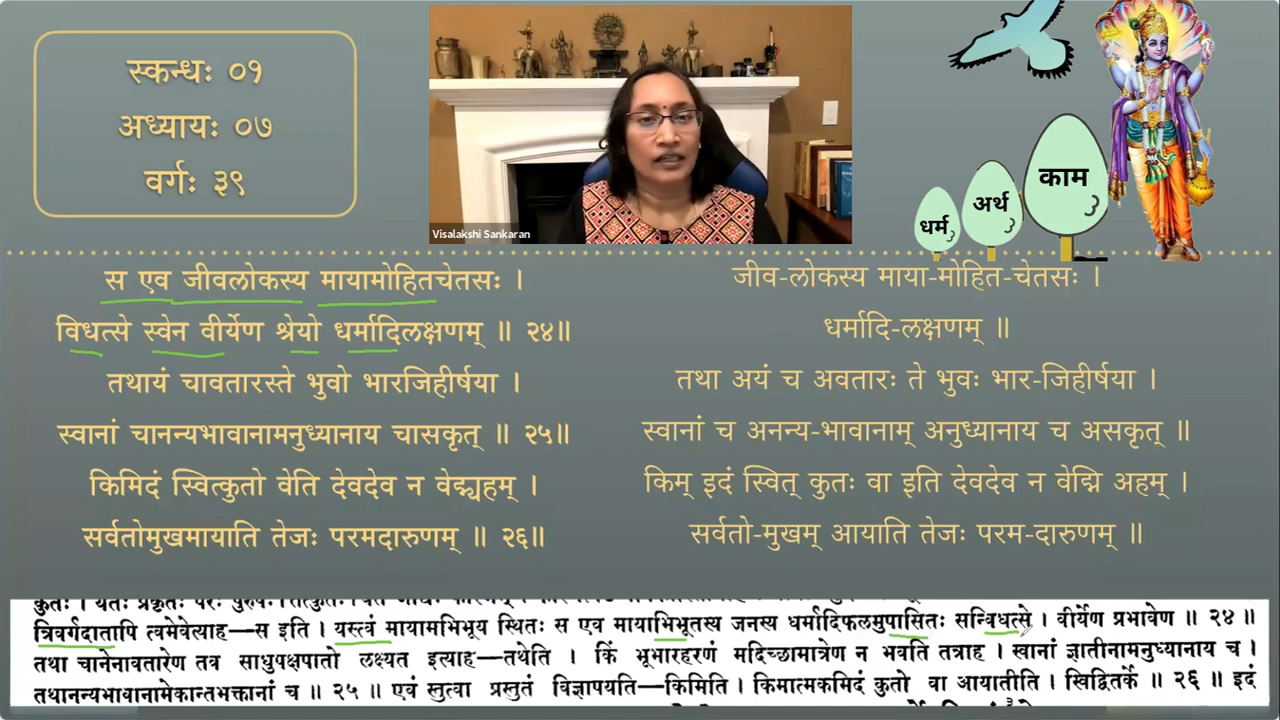 स्कन्धः ०१
अध्यायः ०७
वर्गः ३९
Visalakshi Sankaran
धर्म
अर्थ
काम
स एव जीवलोकस्य मायामोहितचेतसः ।
विधत्से स्वेन वीर्येण श्रेयो धर्मादिलक्षणम् ॥ २४॥
तथायं चावतारस्ते भुवो भारजिहीर्षया ।
स्वानां चानन्यभावानामनुध्यानाय चासकृत् ॥ २५॥
किमिदं स्वित्कुतो वेति देवदेव न वेद्म्यहम् ।
सर्वतोमुखमायाति तेजः परमदारुणम् ॥ २६॥
जीव-लोकस्य माया-मोहित-चेतसः ।
धर्मादि-लक्षणम् ॥
तथा अयं च अवतारः ते भुवः भार-जिहीर्षया ।
स्वानां च अनन्य-भावानाम् अनुध्यानाय च असकृत् ॥
किम् इदं स्वित् कुतः वा इति देवदेव न वेद्मि अहम् ।
सर्वतो-मुखम् आयाति तेजः परम-दारुणम् ॥
त्रिवर्गदातापि त्वमेवेत्याह—स इति । यस्त्वं मायामभिभूय स्थितः स एव मायाभिभूतस्य जनस्य धर्मादिफलमुपासितः सन्विधत्से । वीर्येण प्रभावेण ॥ २४ ॥
तथा चानेनावतारेण तव साधुपक्षपातो लक्ष्यत इत्याह—तथेति । किं भूभारहरणं मदिच्छामात्रेण न भवति तत्राह । स्वानां ज्ञातीनामनुध्यानाय च ।
तथानन्यभावानामेकान्तभक्तानां च ॥ २५ ॥ एवं स्तुत्वा प्रस्तुतं विज्ञापयति—किमिति । किमात्मकमिदं कुतो वा आयातीति । स्विद्वितर्के ॥ २६ ॥ इदं